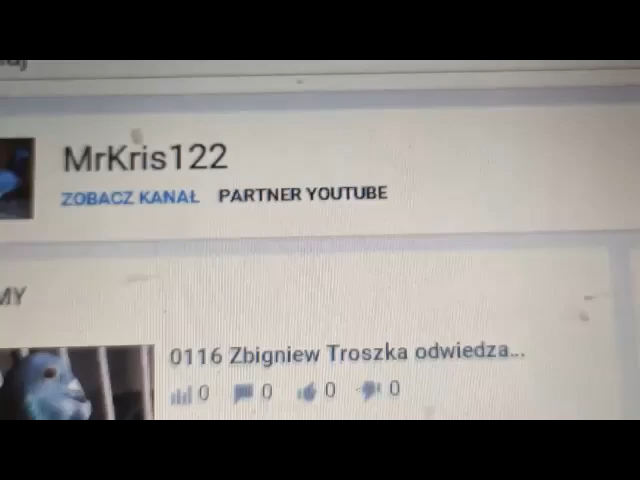 MrKris122
ZOBACZ KANAŁ PARTNER YOUTUBE
0116 Zbigniew Troszka odwiedza...
0 0 0 0